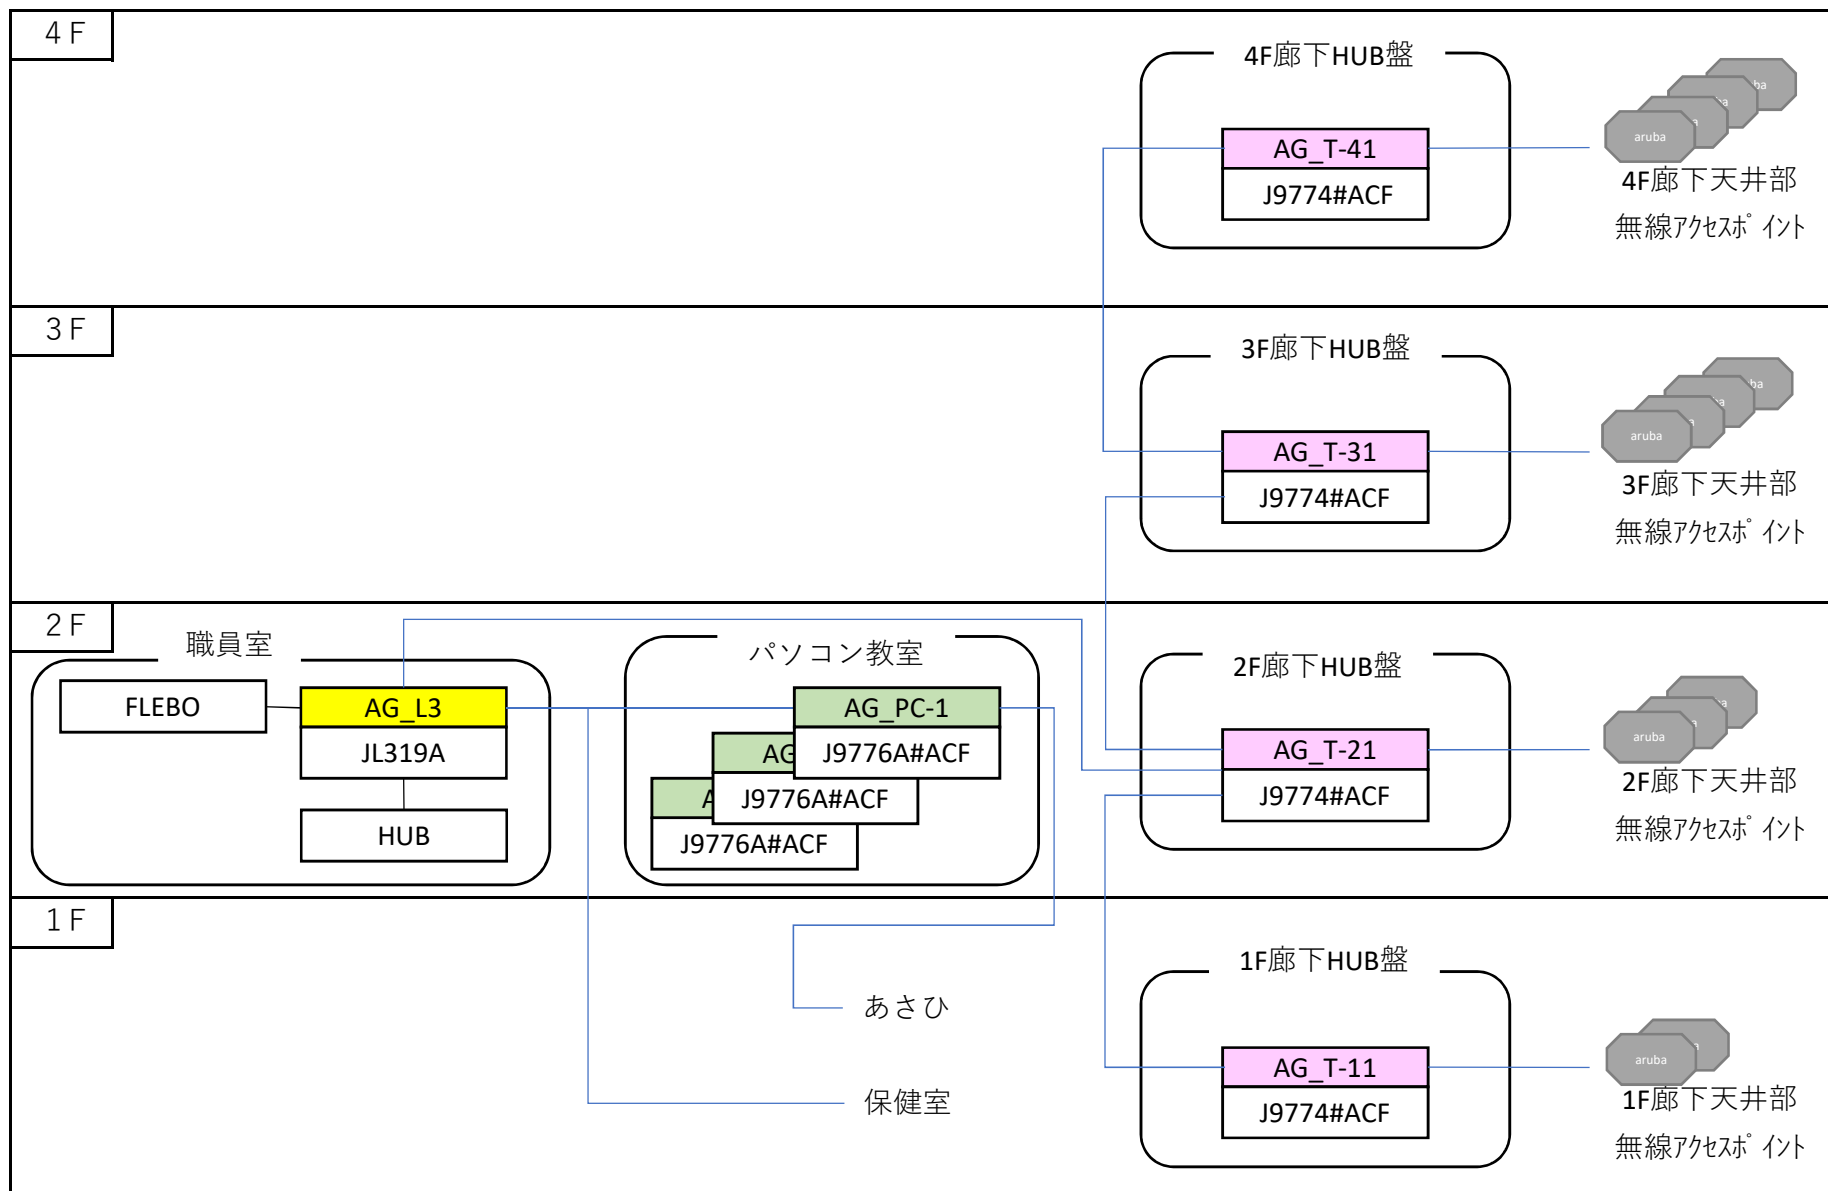 ４Ｆ
4F廊下HUB盤
AG_T-41
J9774#ACF
aruba
ba
a
a
4F廊下天井部
無線ｱｸｾｽﾎﾟｲﾝﾄ
３Ｆ
3F廊下HUB盤
AG_T-31
J9774#ACF
aruba
ba
a
a
3F廊下天井部
無線ｱｸｾｽﾎﾟｲﾝﾄ
２Ｆ
職員室
FLEBO
AG_L3
JL319A
HUB
パソコン教室
AG_PC-1
J9776A#ACF
AG
J9776A#ACF
J9776A#ACF
2F廊下HUB盤
AG_T-21
J9774#ACF
aruba
a
a
2F廊下天井部
無線ｱｸｾｽﾎﾟｲﾝﾄ
１Ｆ
あさひ
保健室
1F廊下HUB盤
AG_T-11
J9774#ACF
aruba
a
1F廊下天井部
無線ｱｸｾｽﾎﾟｲﾝﾄ